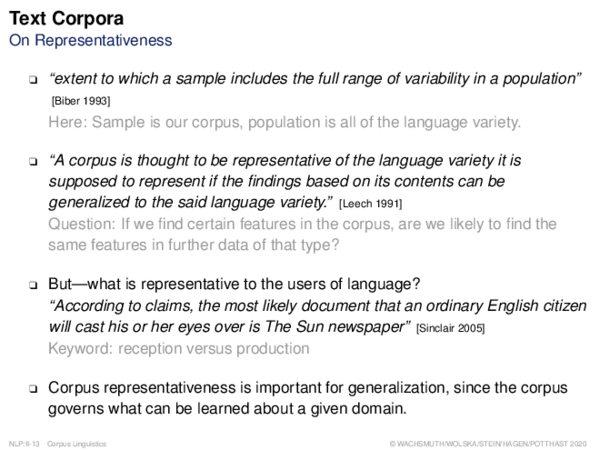 Text Corpora
On Representativeness
❏ “extent to which a sample includes the full range of variability in a population”
[Biber 1993]
Here: Sample is our corpus, population is all of the language variety.
❏ “A corpus is thought to be representative of the language variety it is
supposed to represent if the findings based on its contents can be
generalized to the said language variety.” [Leech 1991]
Question: If we find certain features in the corpus, are we likely to find the
same features in further data of that type?
❏ But—what is representative to the users of language?
“According to claims, the most likely document that an ordinary English citizen
will cast his or her eyes over is The Sun newspaper” [Sinclair 2005]
Keyword: reception versus production
❏ Corpus representativeness is important for generalization, since the corpus
governs what can be learned about a given domain.
NLP:II-13 Corpus Linguistics © WACHSMUTH/WOLSKA/STEIN/HAGEN/POTTHAST 2020